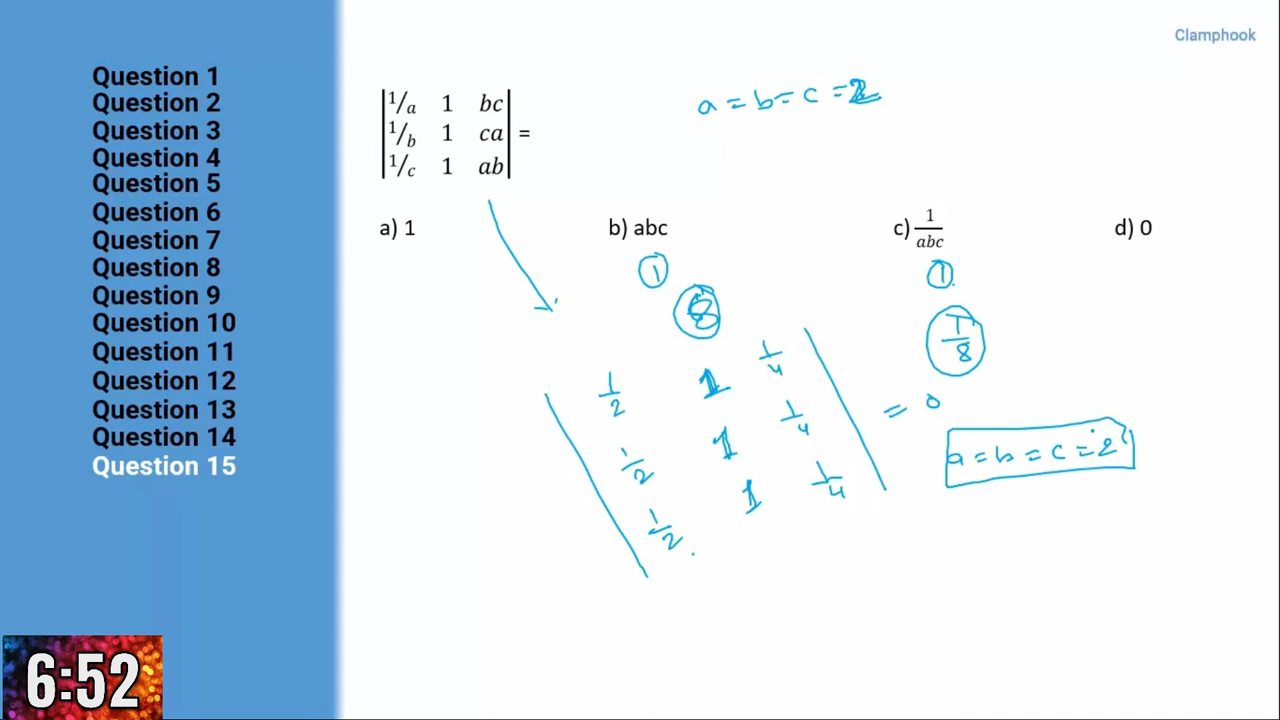 Clamphook
Question 1
Question 2
Question 3
Question 4
Question 5
Question 6
Question 7
Question 8
Question 9
Question 10
Question 11
Question 12
Question 13
Question 14
Question 15
6:52
|1/a 1 bc|
|1/b 1 ca| =
|1/c 1 ab|
a = b = c = 2
a) 1 b) abc c) 1/abc d) 0
1 1
8 1/8
1/2 1 1/4
1/2 1 1/4 = 0
1/2 1 1/4
a = b = c = 2